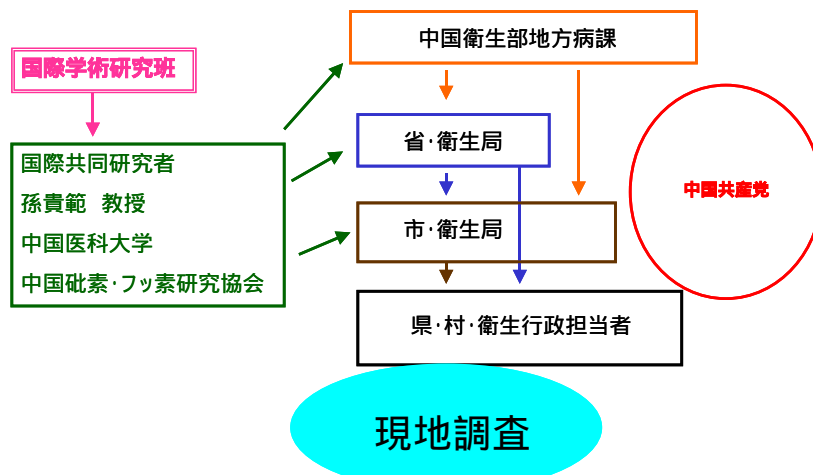 中国衛生部地方病課
国際学術研究班
省·衛生局
国際共同研究者
孫貴範 教授
中国医科大学
中国砒素·フッ素研究協会
中国共産党
市·衛生局
県·村·衛生行政担当者
現地調査